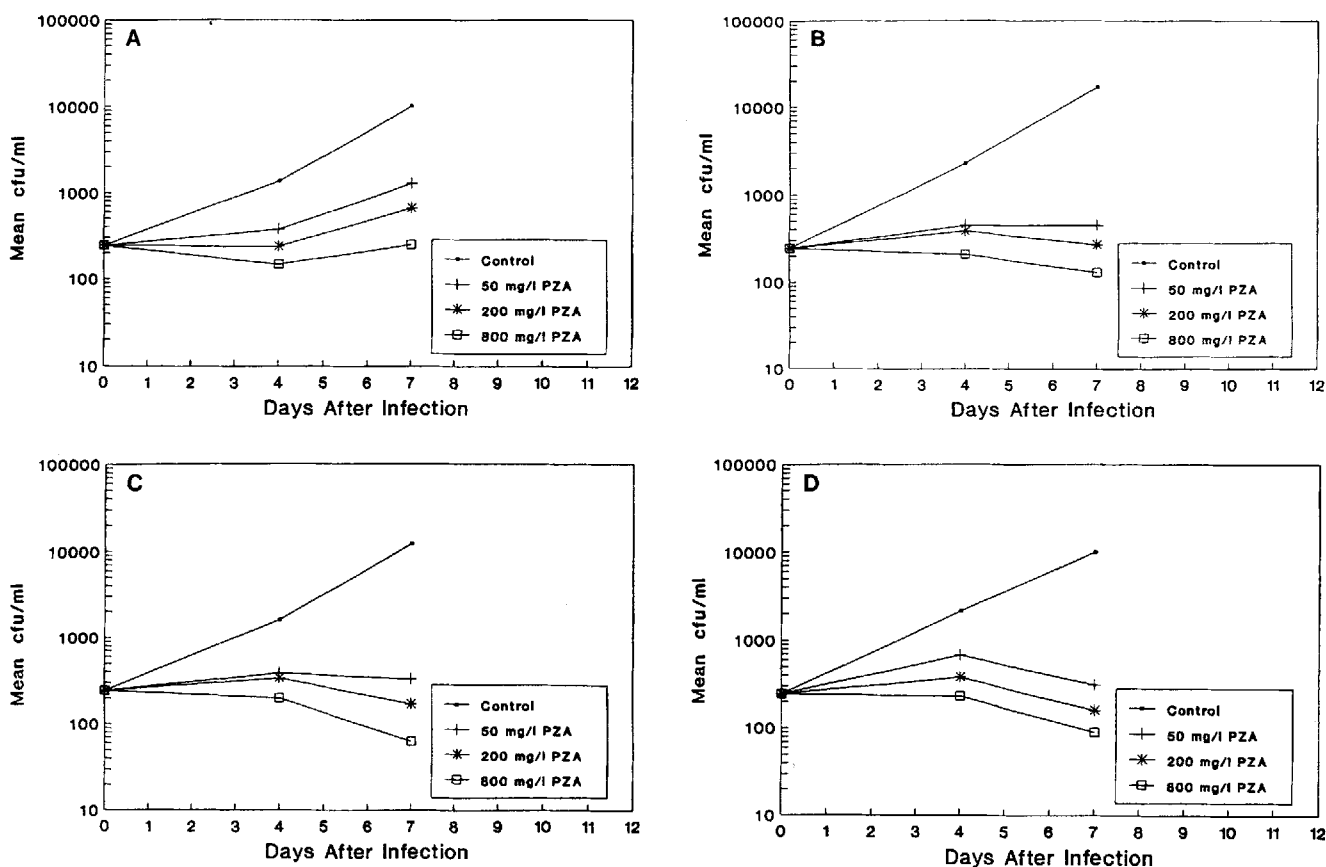 A
100000
10000
1000
100
10
Mean cfu/ml
Control
50 mg/l PZA
200 mg/l PZA
800 mg/l PZA
0 1 2 3 4 5 6 7 8 9 10 11 12
Days After Infection
B
100000
10000
1000
100
10
Mean cfu/ml
Control
50 mg/l PZA
200 mg/l PZA
800 mg/l PZA
0 1 2 3 4 5 6 7 8 9 10 11 12
Days After Infection
C
100000
10000
1000
100
10
Mean cfu/ml
Control
50 mg/l PZA
200 mg/l PZA
800 mg/l PZA
0 1 2 3 4 5 6 7 8 9 10 11 12
Days After Infection
D
100000
10000
1000
100
10
Mean cfu/ml
Control
50 mg/l PZA
200 mg/l PZA
800 mg/l PZA
0 1 2 3 4 5 6 7 8 9 10 11 12
Days After Infection